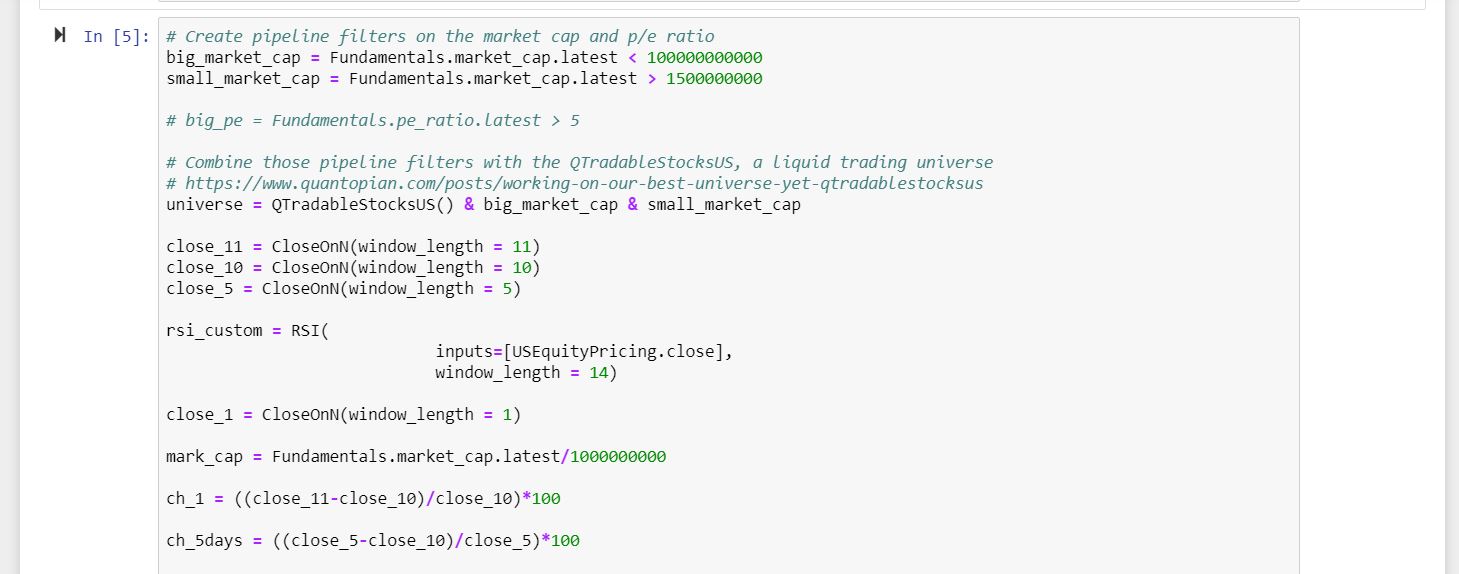 In [5]:
# Create pipeline filters on the market cap and p/e ratio
big_market_cap = Fundamentals.market_cap.latest < 100000000000
small_market_cap = Fundamentals.market_cap.latest > 1500000000
# big_pe = Fundamentals.pe_ratio.latest > 5
# Combine those pipeline filters with the QTradableStocksUS, a liquid trading universe
# https://www.quantopian.com/posts/working-on-our-best-universe-yet-qtradablestocksus
universe = QTradableStocksUS() & big_market_cap & small_market_cap
close_11 = CloseOnN(window_length = 11)
close_10 = CloseOnN(window_length = 10)
close_5 = CloseOnN(window_length = 5)
rsi_custom = RSI(
inputs=[USEquityPricing.close],
window_length = 14)
close_1 = CloseOnN(window_length = 1)
mark_cap = Fundamentals.market_cap.latest/1000000000
ch_1 = ((close_11-close_10)/close_10)*100
ch_5days = ((close_5-close_10)/close_5)*100